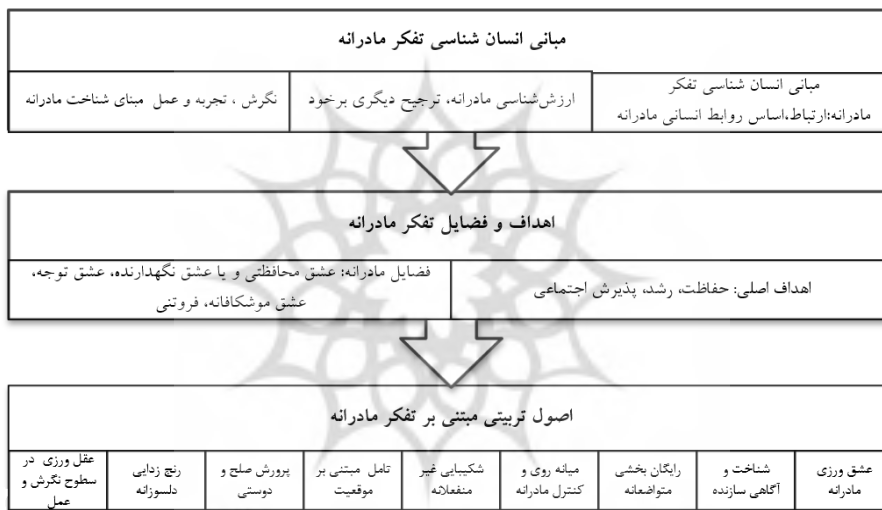 مبانی انسان شناسی تفکر مادرانه
مبانی انسان شناسی تفکر
مادرانه:ارتباط،اساس روابط انسانی مادرانه
ارزش‌شناسی مادرانه، ترجیح دیگری برخود
نگرش ، تجربه و عمل مبنای شناخت مادرانه
اهداف و فضایل تفکر مادرانه
اهداف اصلی: حفاظت، رشد، پذیرش اجتماعی
فضایل مادرانه: عشق محافظتی و یا عشق نگهدارنده، عشق توجه،
عشق موشکافانه، فروتنی
اصول تربیتی مبتنی بر تفکر مادرانه
عشق ورزی
مادرانه
شناخت و
آگاهی سازنده
رایگان بخشی
متواضعانه
میانه روی و
کنترل مادرانه
شکیبایی غیر
منفعلانه
تامل مبتنی بر
موقعیت
پرورش صلح و
دوستی
رنج زدایی
دلسوزانه
عقل ورزی در
سطوح نگرش و
عمل